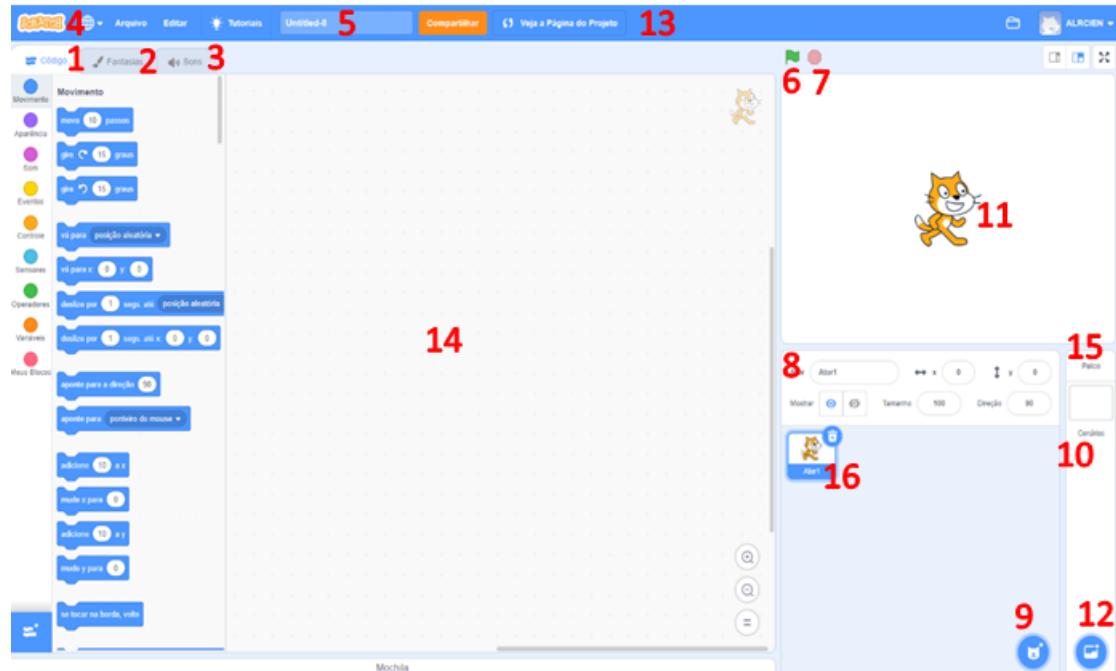 SCRATCH 4 Arquivo Editar Tutoriais Untitled-8 5 Compartilhar Veja a Página do Projeto 13 ALRCIEN
1 Código 2 Fantasias 3 Sons
6 7
Movimento
Aparência
Som
Eventos
Controle
Sensores
Operadores
Variáveis
Meus Blocos
Movimento
mova 10 passos
gire 15 graus
gire 15 graus
vá para posição aleatória
vá para x: 0 y 0
deslize por 1 segs. até posição aleatória
deslize por 1 segs. até x: 0 y: 0
aponte para a direção 90
aponte para ponteiro do mouse
adicione 10 a x
mude x para 0
adicione 10 a y
mude y para 0
se tocar na borda, volte
14
Mochila
11
8 Ator1 x 0 y 0
Mostrar Tamanho 100 Direção 90
Ator1
16
9
15
Palco
Cenários
10
12